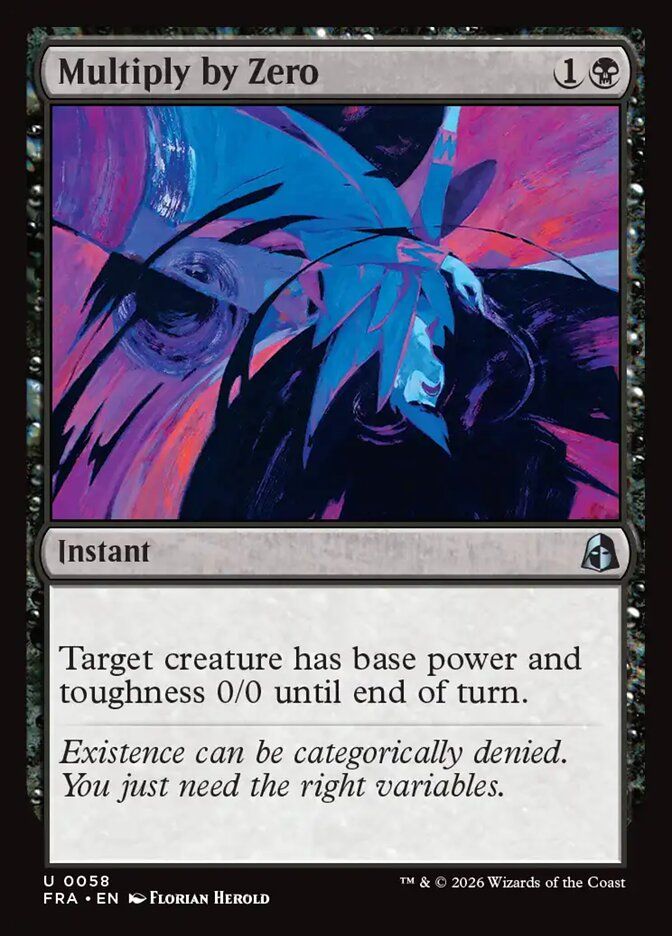 Multiply by Zero 1
Instant
Target creature has base power and
toughness 0/0 until end of turn.
Existence can be categorically denied.
You just need the right variables.
U 0058
FRA • EN Florian Herold
™ & © 2026 Wizards of the Coast